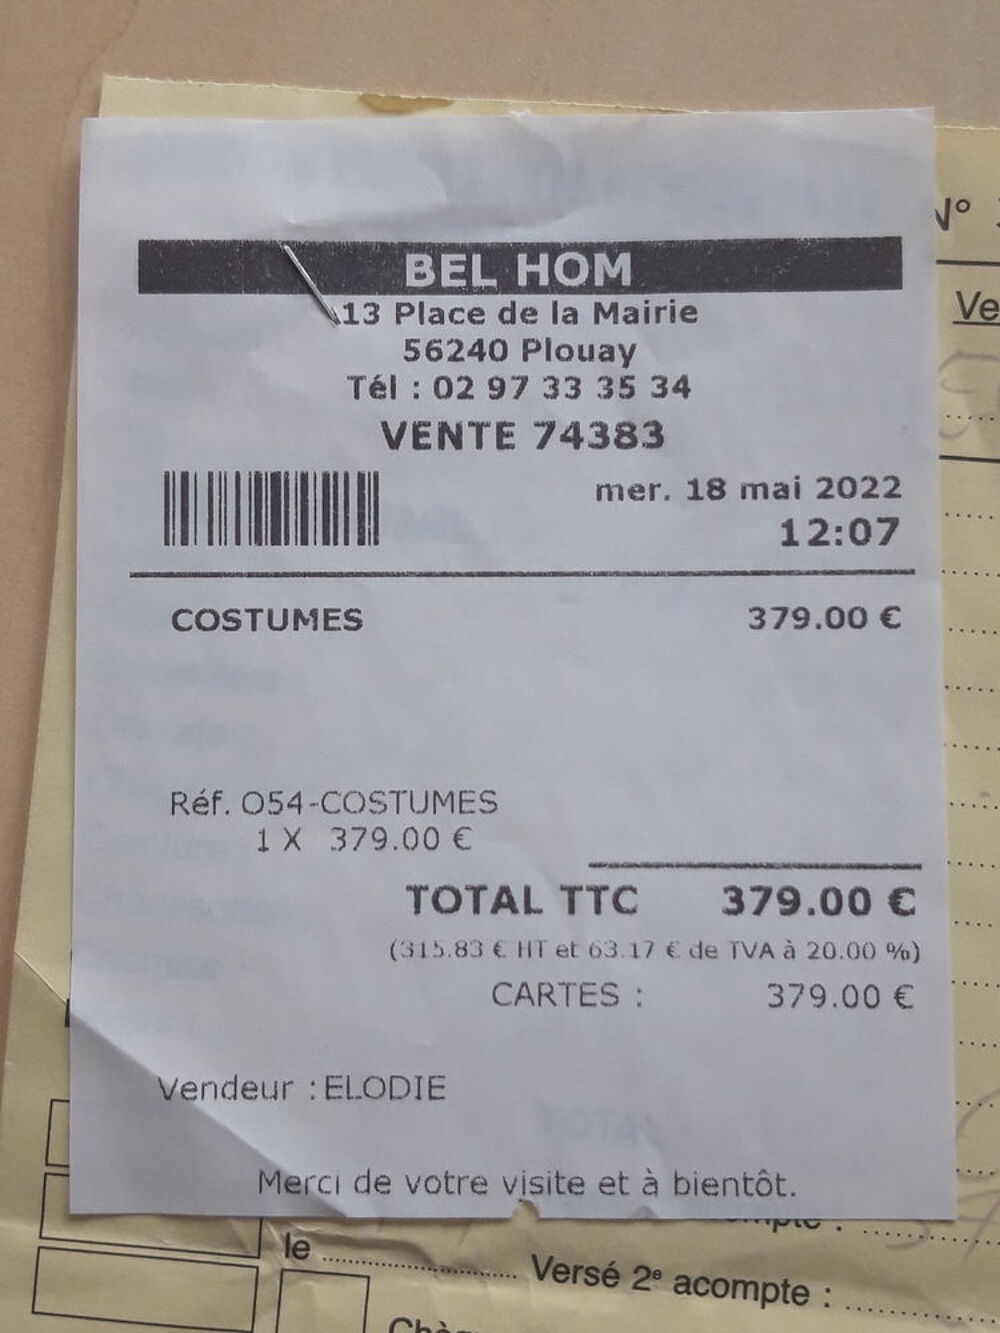 BEL HOM
13 Place de la Mairie
56240 Plouay
Tél : 02 97 33 35 34
VENTE 74383
mer. 18 mai 2022
12:07
COSTUMES 379.00 €
Réf. O54-COSTUMES
1 X 379.00 €
TOTAL TTC 379.00 €
(315.83 € HT et 63.17 € de TVA à 20.00 %)
CARTES : 379.00 €
Vendeur : ELODIE
Merci de votre visite et à bientôt.
N°
le
Versé 2e acompte :